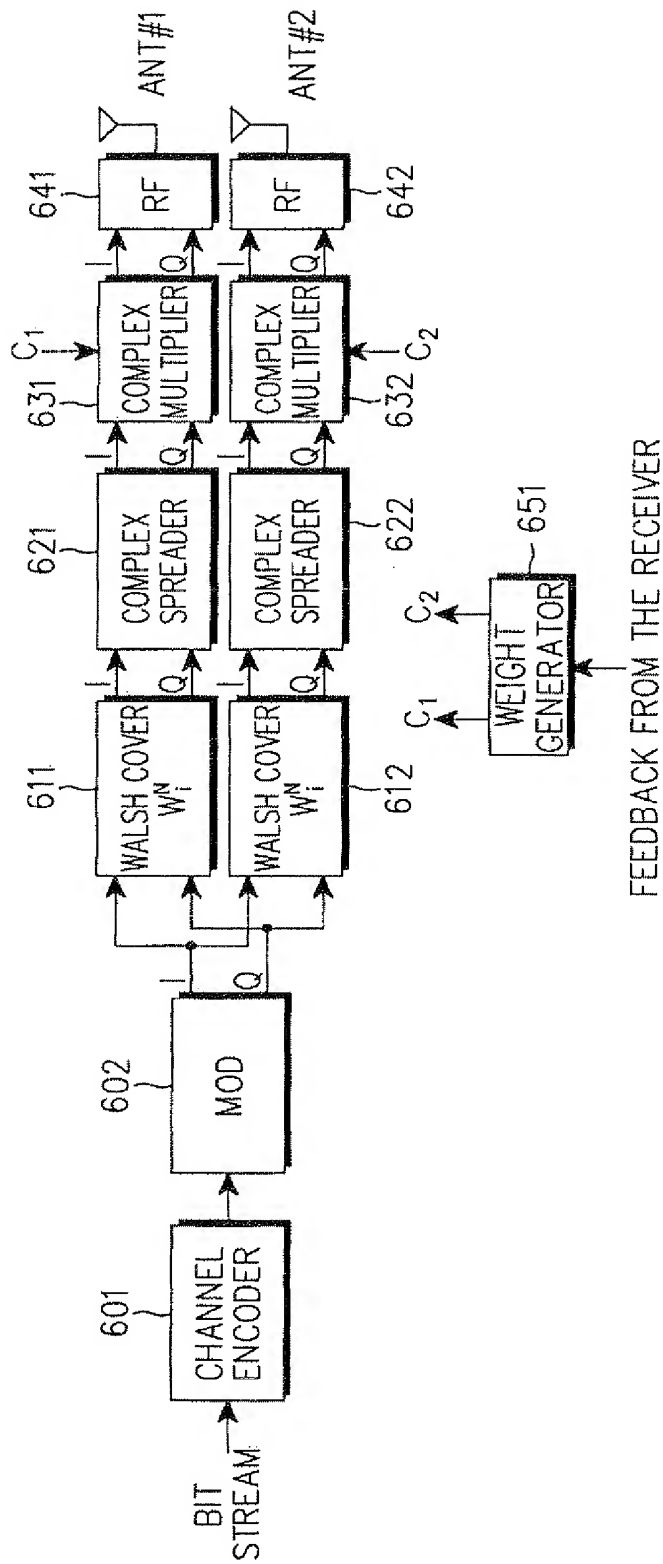 BIT
STREAM
601
CHANNEL
ENCODER
602
MOD
I
Q
611
WALSH COVER
W_i^N
I
Q
621
COMPLEX
SPREADER
I
Q
C1
631
COMPLEX
MULTIPLIER
I
Q
641
RF
ANT#1
WALSH COVER
W_i^N
612
I
Q
COMPLEX
SPREADER
622
I
Q
COMPLEX
MULTIPLIER
632
C2
I
Q
RF
642
ANT#2
C1
C2
WEIGHT
GENERATOR
651
FEEDBACK FROM THE RECEIVER